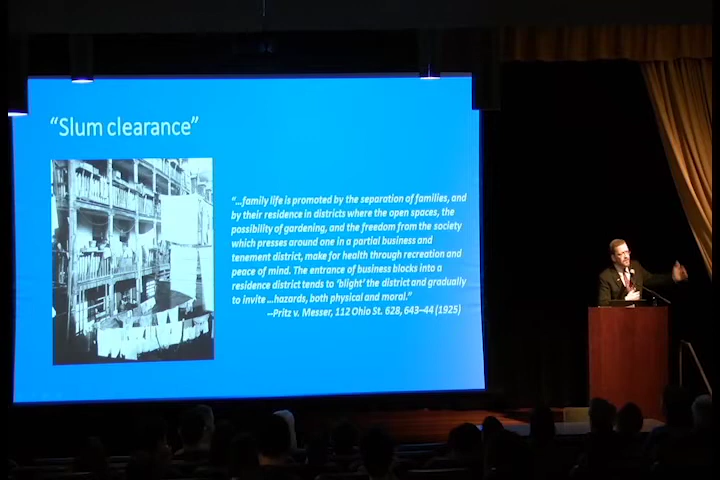 “Slum clearance”
“...family life is promoted by the separation of families, and
by their residence in districts where the open spaces, the
possibility of gardening, and the freedom from the society
which presses around one in a partial business and
tenement district, make for health through recreation and
peace of mind. The entrance of business blocks into a
residence district tends to ‘blight’ the district and gradually
to invite ...hazards, both physical and moral.”
--Pritz v. Messer, 112 Ohio St. 628, 643–44 (1925)